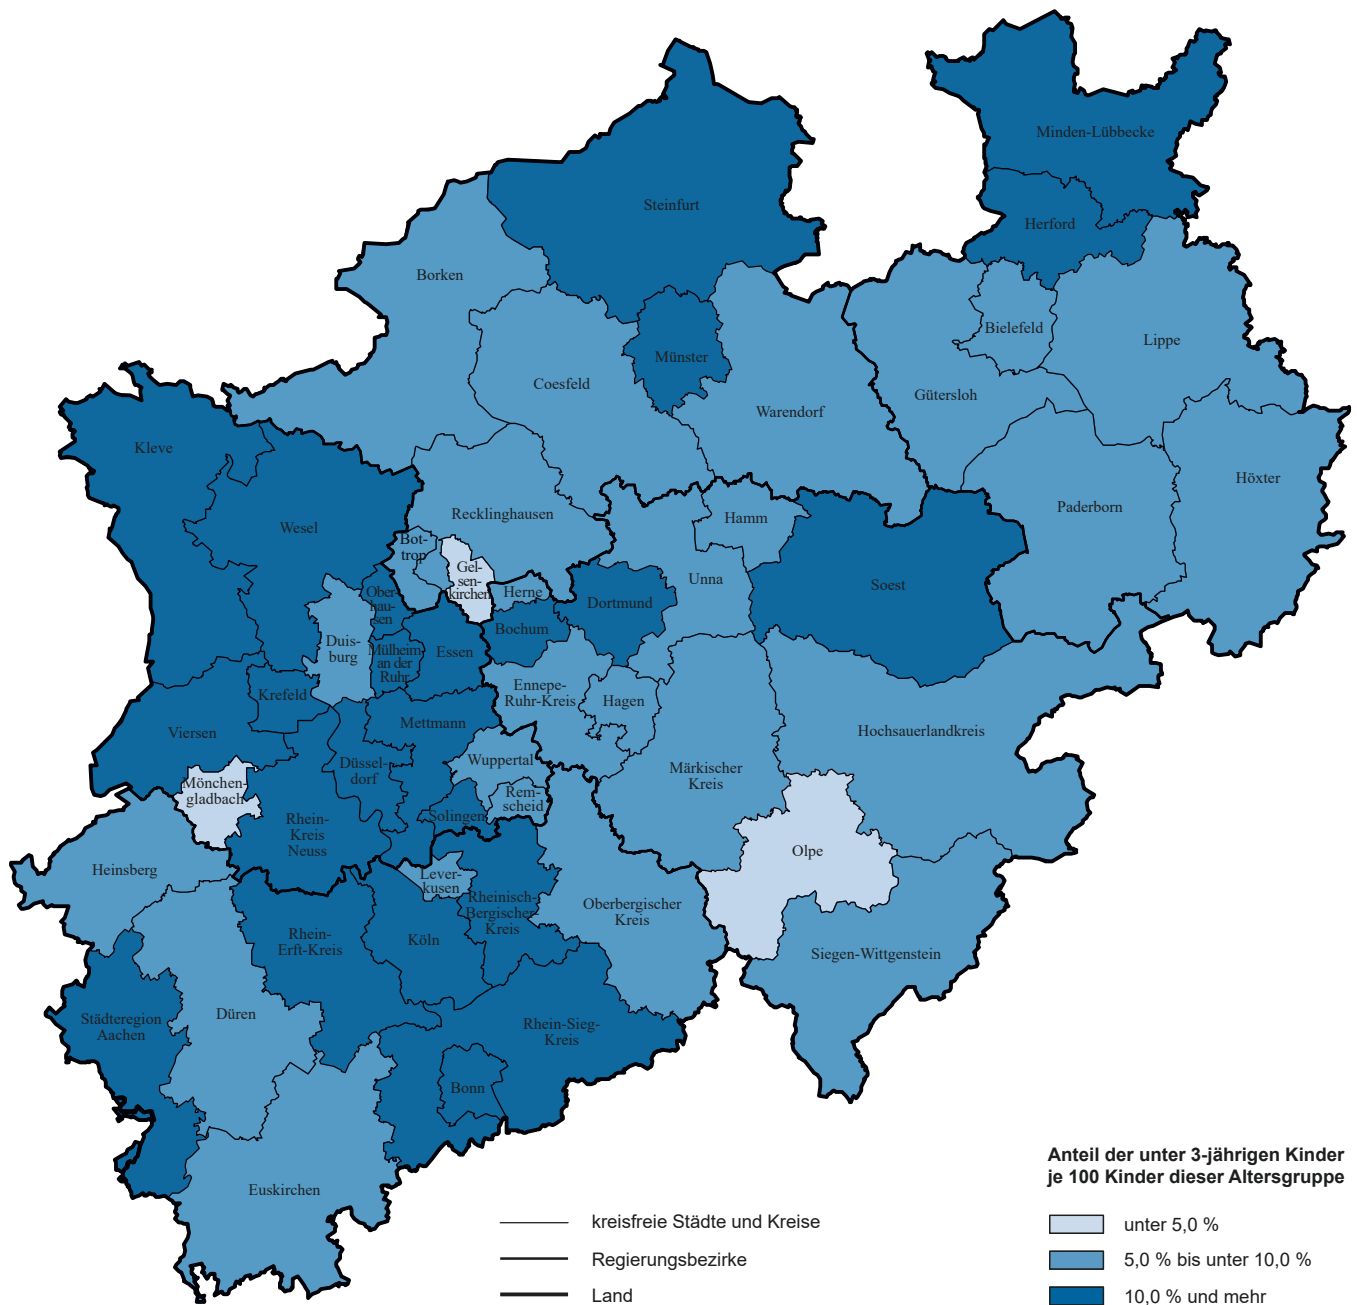 Minden-Lübbecke
Steinfurt
Herford
Borken
Bielefeld
Lippe
Münster
Coesfeld
Gütersloh
Warendorf
Kleve
Höxter
Wesel
Recklinghausen
Hamm
Paderborn
Bot-
trop
Gel-
sen-
kirchen
Unna
Soest
Herne
Ober-
hau-
sen
Dortmund
Bochum
Duis-
burg
Mülheim
an der
Ruhr
Essen
Krefeld
Ennepe-
Ruhr-Kreis
Hagen
Viersen
Mettmann
Hochsauerlandkreis
Wuppertal
Düssel-
dorf
Märkischer
Kreis
Mönchen-
gladbach
Rem-
scheid
Solingen
Rhein-
Kreis
Neuss
Olpe
Heinsberg
Lever-
kusen
Rheinisch-
Bergischer-
Kreis
Oberbergischer
Kreis
Rhein-
Erft-Kreis
Köln
Siegen-Wittgenstein
Städteregion
Aachen
Düren
Rhein-Sieg-
Kreis
Bonn
Euskirchen
Anteil der unter 3-jährigen Kinder
je 100 Kinder dieser Altersgruppe
unter 5,0 %
5,0 % bis unter 10,0 %
10,0 % und mehr
kreisfreie Städte und Kreise
Regierungsbezirke
Land